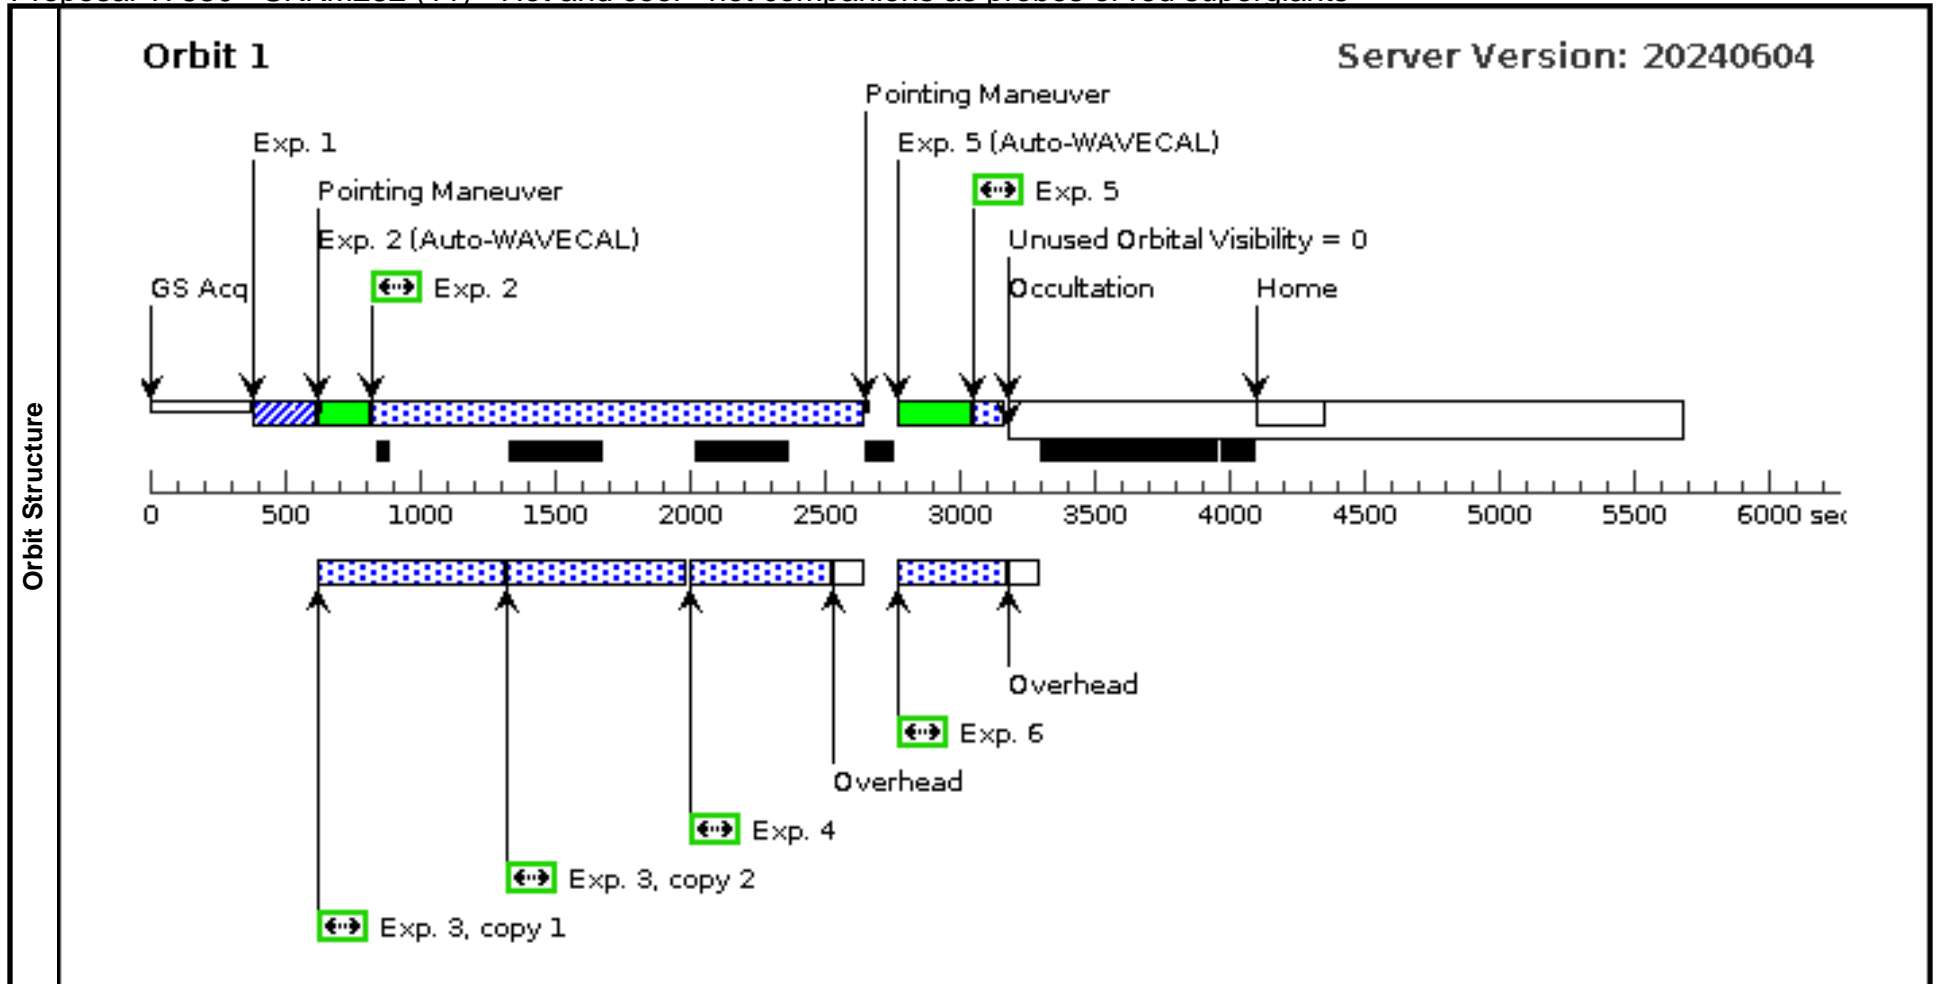 Orbit 1
Server Version: 20240604
Pointing Maneuver
Exp. 1
Exp. 5 (Auto-WAVECAL)
Pointing Maneuver
Exp. 5
Exp. 2 (Auto-WAVECAL)
Unused Orbital Visibility = 0
GS Acq
Exp. 2
Occultation
Home
Orbit Structure
0 500 1000 1500 2000 2500 3000 3500 4000 4500 5000 5500 6000 sec
Overhead
Exp. 6
Overhead
Exp. 4
Exp. 3, copy 2
Exp. 3, copy 1